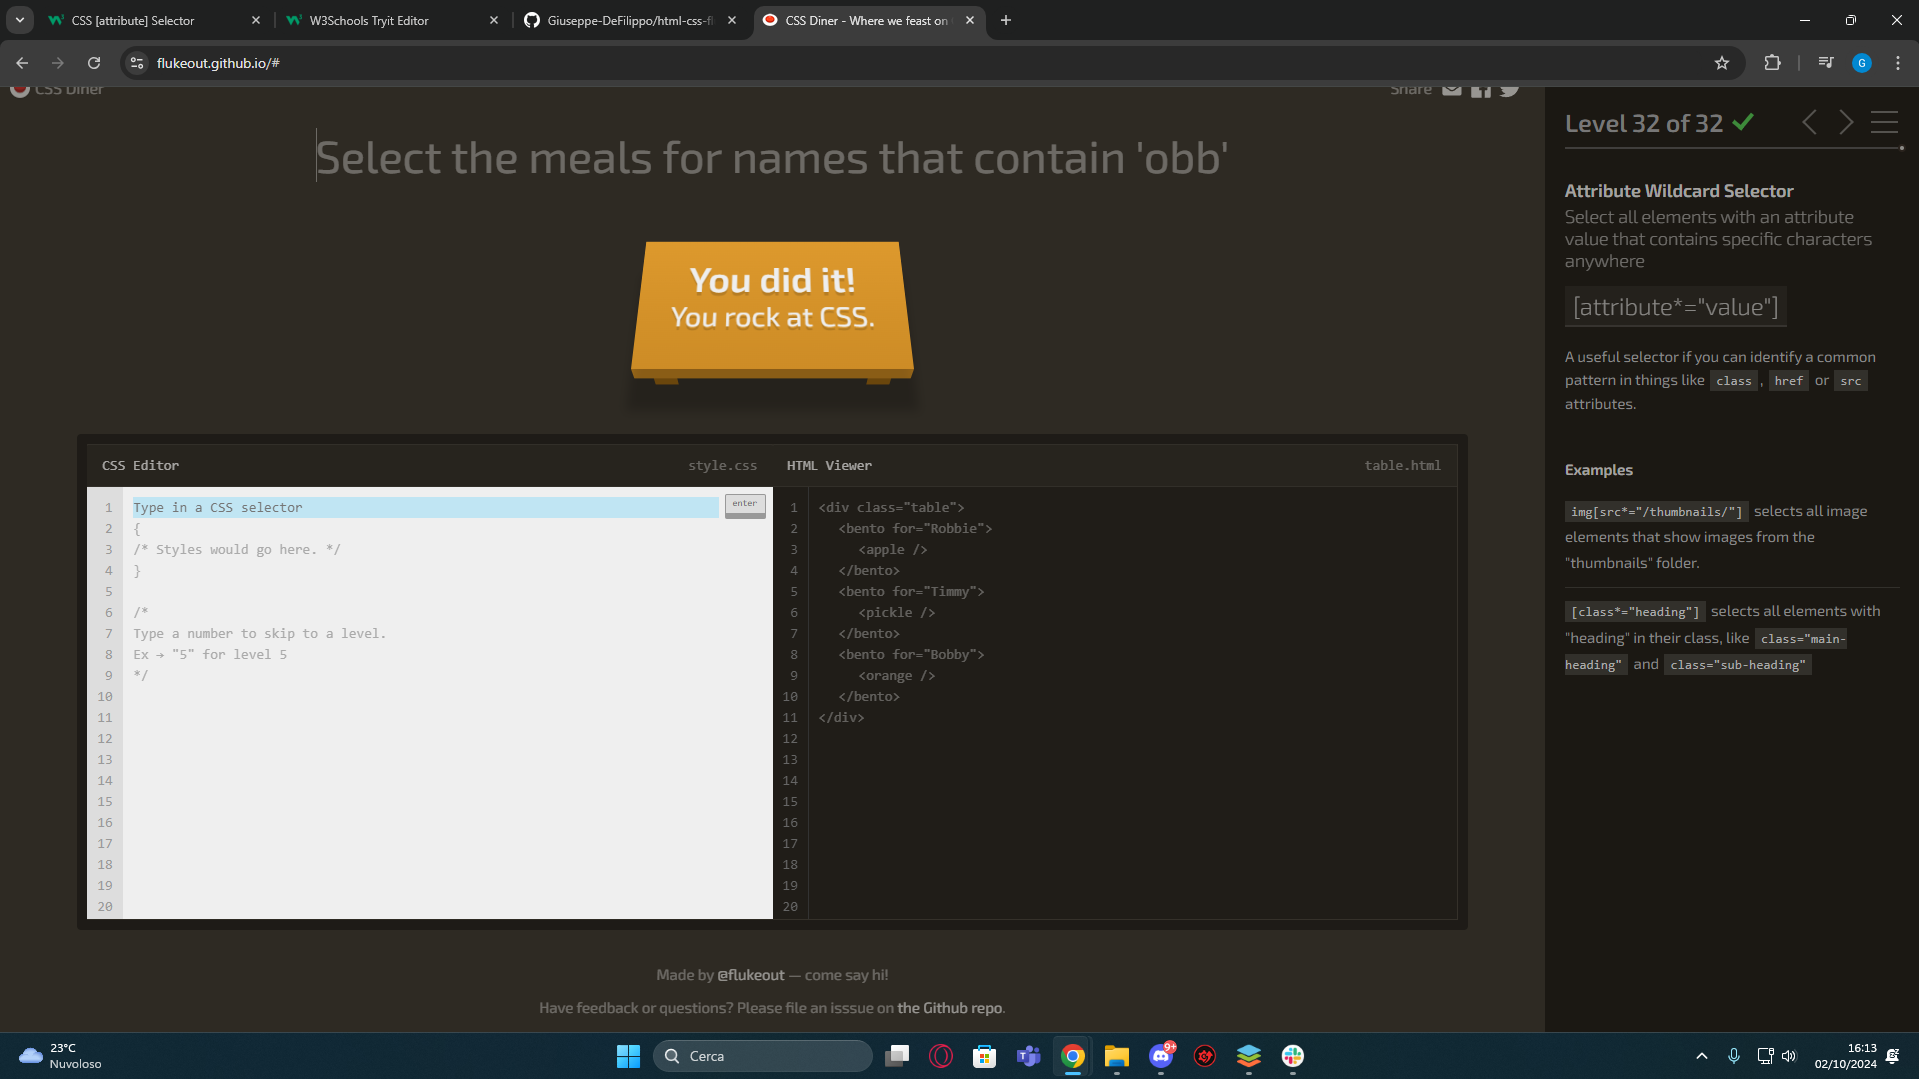 CSS [attribute] Selector
W3Schools Tryit Editor
Giuseppe-DeFilippo/html-css-fl
CSS Diner - Where we feast on
flukeout.github.io/#
G
CSS Diner
Share
Select the meals for names that contain 'obb'
You did it!
You rock at CSS.
CSS Editor
style.css
1 Type in a CSS selector
enter
2 {
3 /* Styles would go here. */
4 }
5
6 /*
7 Type a number to skip to a level.
8 Ex → "5" for level 5
9 */
10
11
12
13
14
15
16
17
18
19
20
HTML Viewer
table.html
1 <div class="table">
2 <bento for="Robbie">
3 <apple />
4 </bento>
5 <bento for="Timmy">
6 <pickle />
7 </bento>
8 <bento for="Bobby">
9 <orange />
10 </bento>
11 </div>
12
13
14
15
16
17
18
19
20
Made by @flukeout — come say hi!
Have feedback or questions? Please file an isssue on the Github repo.
Level 32 of 32
Attribute Wildcard Selector
Select all elements with an attribute
value that contains specific characters
anywhere
[attribute*="value"]
A useful selector if you can identify a common
pattern in things like class, href or src
attributes.
Examples
img[src*="/thumbnails/"] selects all image
elements that show images from the
"thumbnails" folder.
[class*="heading"] selects all elements with
"heading" in their class, like class="main-
heading" and class="sub-heading"
23°C
Nuvoloso
Cerca
9+
16:13
02/10/2024